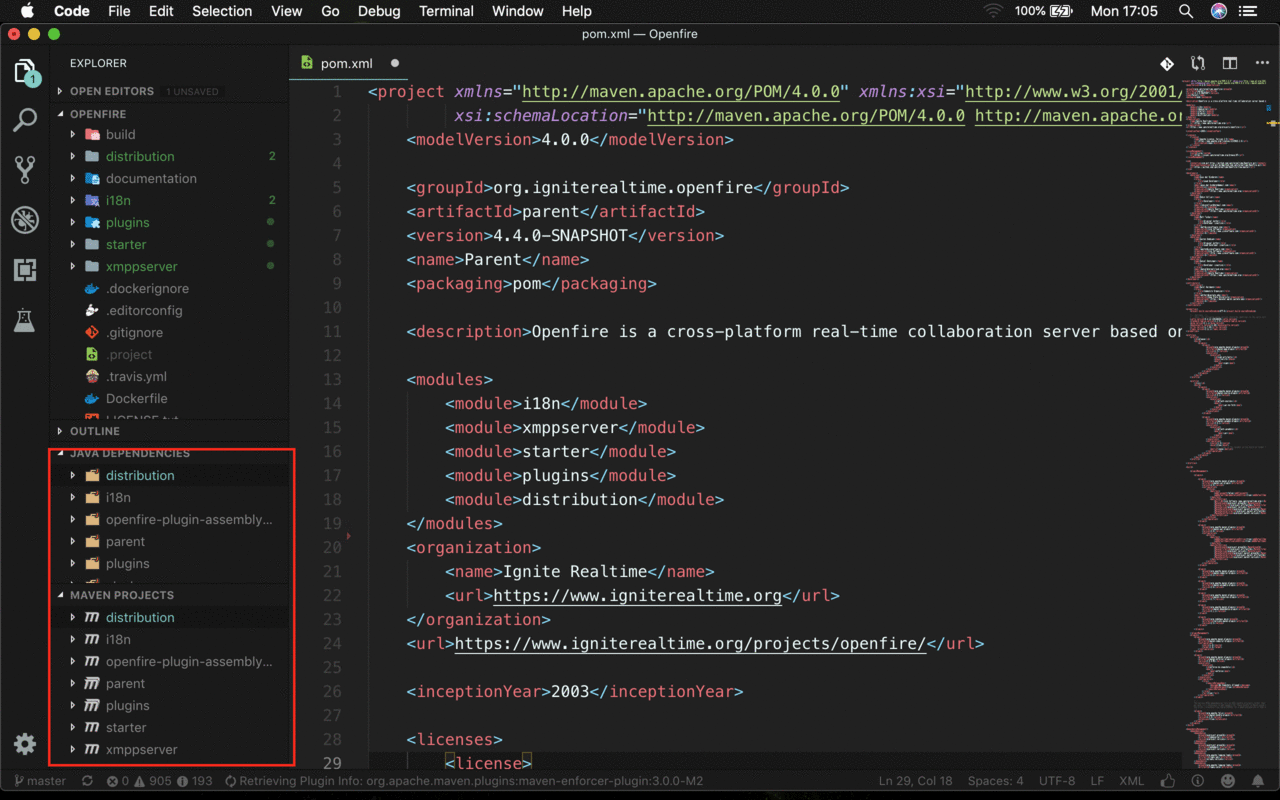 Code File Edit Selection View Go Debug Terminal Window Help 100% Mon 17:05
pom.xml — Openfire
EXPLORER
1
OPEN EDITORS 1 UNSAVED
OPENFIRE
build
distribution 2
documentation
i18n 2
plugins
starter
xmppserver
.dockerignore
.editorconfig
.gitignore
.project
.travis.yml
Dockerfile
OUTLINE
JAVA DEPENDENCIES
distribution
i18n
openfire-plugin-assembly...
parent
plugins
MAVEN PROJECTS
distribution
i18n
openfire-plugin-assembly...
parent
plugins
starter
xmppserver
pom.xml
1 <project xmlns="http://maven.apache.org/POM/4.0.0" xmlns:xsi="http://www.w3.org/2001/
2 xsi:schemaLocation="http://maven.apache.org/POM/4.0.0 http://maven.apache.or
3 <modelVersion>4.0.0</modelVersion>
4
5 <groupId>org.igniterealtime.openfire</groupId>
6 <artifactId>parent</artifactId>
7 <version>4.4.0-SNAPSHOT</version>
8 <name>Parent</name>
9 <packaging>pom</packaging>
10
11 <description>Openfire is a cross-platform real-time collaboration server based on
12
13 <modules>
14 <module>i18n</module>
15 <module>xmppserver</module>
16 <module>starter</module>
17 <module>plugins</module>
18 <module>distribution</module>
19 </modules>
20 <organization>
21 <name>Ignite Realtime</name>
22 <url>https://www.igniterealtime.org</url>
23 </organization>
24 <url>https://www.igniterealtime.org/projects/openfire/</url>
25
26 <inceptionYear>2003</inceptionYear>
27
28 <licenses>
29 <license>
master 0 905 193 Retrieving Plugin Info: org.apache.maven.plugins:maven-enforcer-plugin:3.0.0-M2 Ln 29, Col 18 Spaces: 4 UTF-8 LF XML